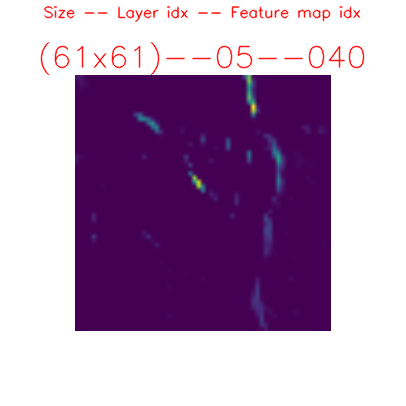 Size -- Layer idx -- Feature map idx
(61x61)--05--040